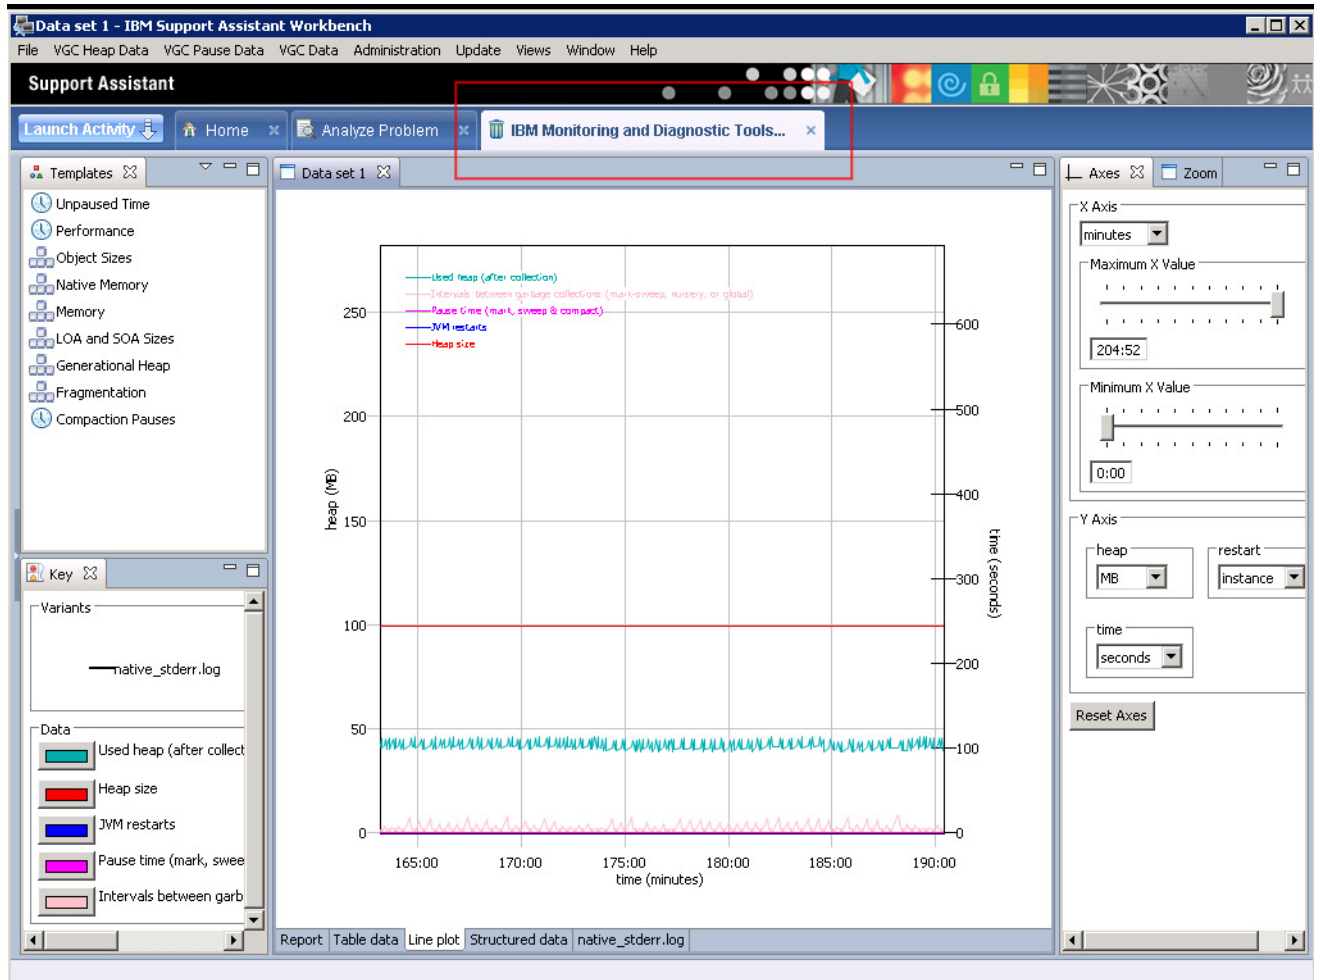 Data set 1 - IBM Support Assistant Workbench
File VGC Heap Data VGC Pause Data VGC Data Administration Update Views Window Help
Support Assistant
Launch Activity Home Analyze Problem IBM Monitoring and Diagnostic Tools...
Templates
Unpaused Time
Performance
Object Sizes
Native Memory
Memory
LOA and SOA Sizes
Generational Heap
Fragmentation
Compaction Pauses
Key
Variants
native_stderr.log
Data
Used heap (after collect
Heap size
JVM restarts
Pause time (mark, swee
Intervals between garb
Data set 1
Used heap (after collection)
Intervals between garbage collections (mark-sweep, nursery, or global)
Pause time (mark, sweep & compact)
JVM restarts
Heap size
250
200
150
100
50
0
heap (MB)
600
500
400
300
200
100
0
time (seconds)
165:00 170:00 175:00 180:00 185:00 190:00
time (minutes)
Report Table data Line plot Structured data native_stderr.log
Axes Zoom
X Axis
minutes
Maximum X Value
204:52
Minimum X Value
0:00
Y Axis
heap restart
MB instance
time
seconds
Reset Axes